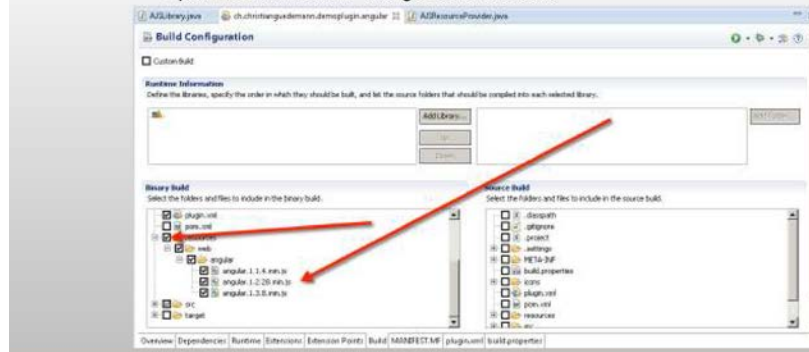 AJSLibrary.java ch.christianguedemann.demoplugin.angular AJSResourceProvider.java
Build Configuration
Custom Build
Runtime Information
Define the libraries, specify the order in which they should be built, and list the source folders that should be compiled into each selected library.
Add Library...
Add Folder...
Up
Down
Binary Build
Select the folders and files to include in the binary build.
plugin.xml
pom.xml
resources
web
angular
angular.1.1.4.min.js
angular.1.2.28.min.js
angular.1.3.8.min.js
src
target
Source Build
Select the folders and files to include in the source build.
.classpath
.gitignore
.project
.settings
META-INF
build.properties
icons
plugin.xml
pom.xml
resources
src
Overview Dependencies Runtime Extensions Extension Points Build MANIFEST.MF plugin.xml build.properties